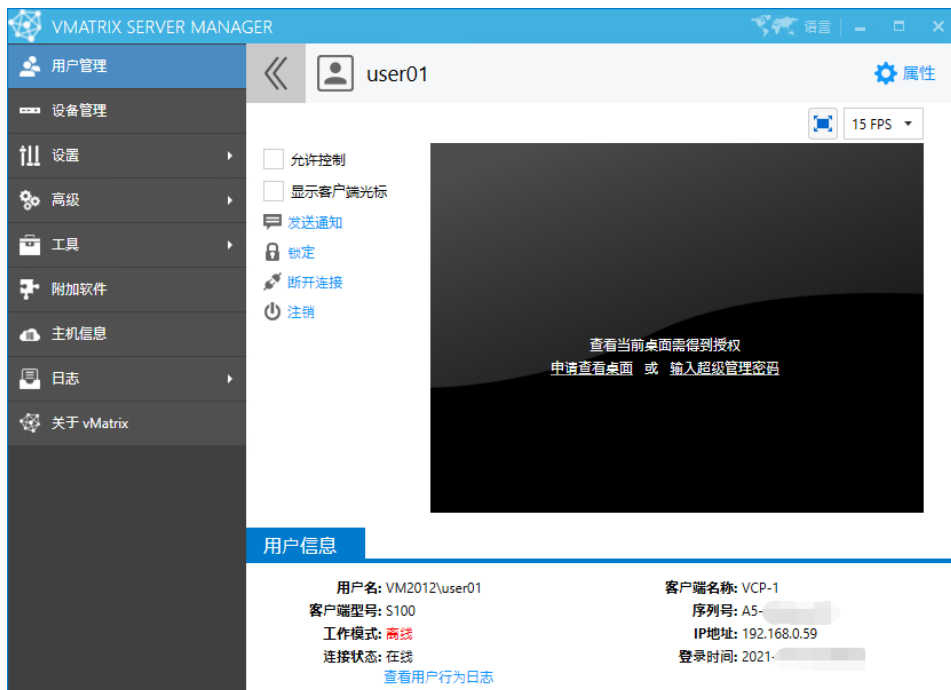 VMATRIX SERVER MANAGER
语言
用户管理
设备管理
设置
高级
工具
附加软件
主机信息
日志
关于 vMatrix
user01
属性
15 FPS
允许控制
显示客户端光标
发送通知
锁定
断开连接
注销
查看当前桌面需得到授权
申请查看桌面 或 输入超级管理密码
用户信息
用户名: VM2012\user01
客户端名称: VCP-1
客户端型号: S100
序列号: A5-
工作模式: 离线
IP地址: 192.168.0.59
连接状态: 在线
登录时间: 2021-
查看用户行为日志